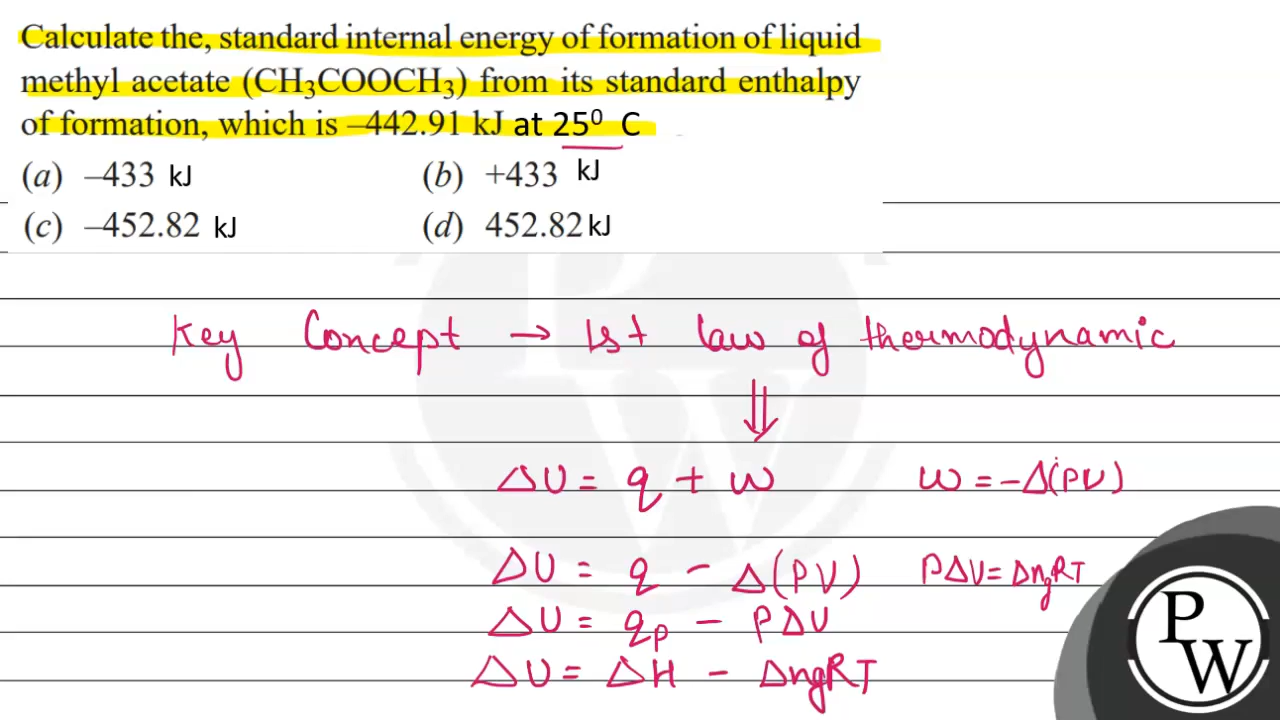 Calculate the, standard internal energy of formation of liquid
methyl acetate (CH₃COOCH₃) from its standard enthalpy
of formation, which is –442.91 kJ at 25⁰ C
(a) –433 kJ (b) +433 kJ
(c) –452.82 kJ (d) 452.82 kJ
Key Concept → Ist law of thermodynamic
⇓
ΔU = q + w w = –Δ(PV)
ΔU = q – Δ(PV) PΔV = ΔngRT
ΔU = qp – PΔV
ΔU = ΔH – ΔngRT
P
W